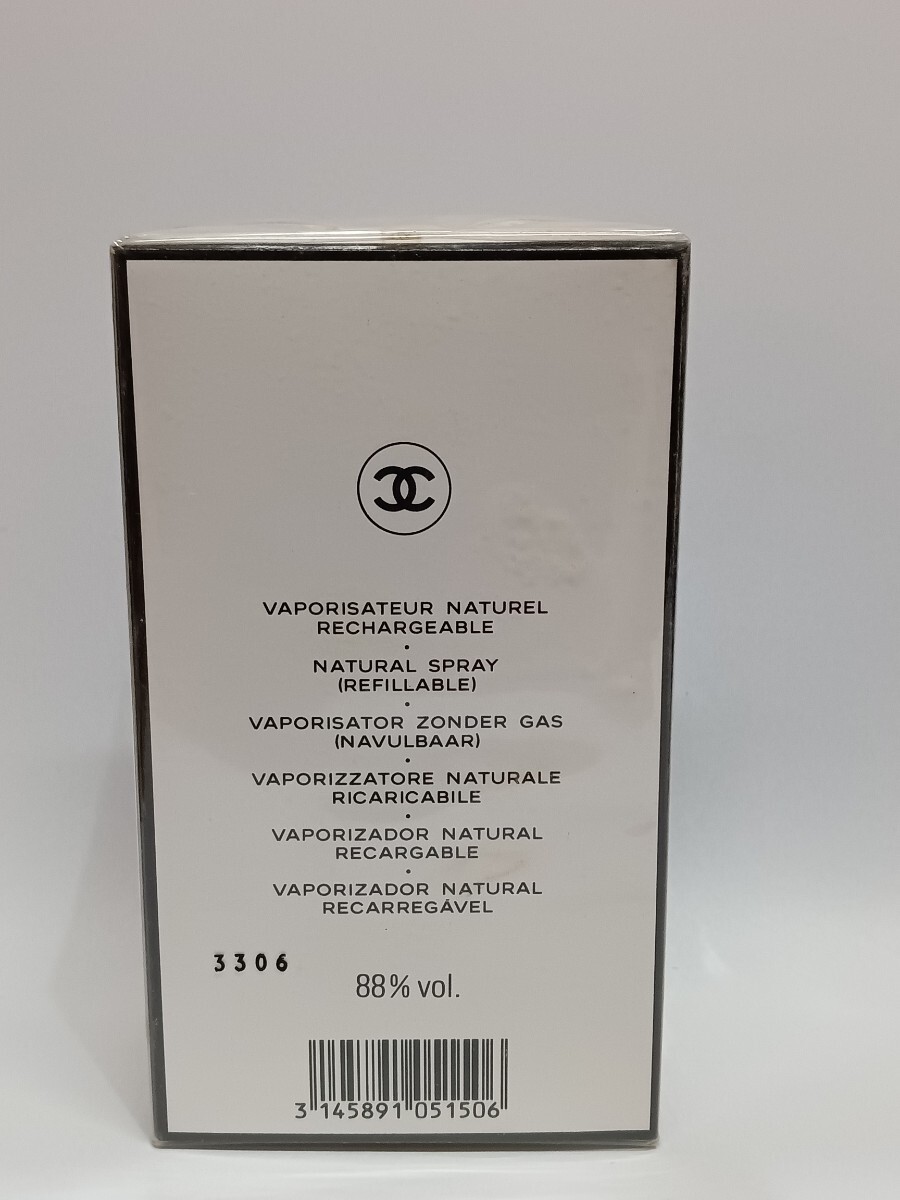 VAPORISATEUR NATUREL
RECHARGEABLE
•
NATURAL SPRAY
(REFILLABLE)
•
VAPORISATOR ZONDER GAS
(NAVULBAAR)
•
VAPORIZZATORE NATURALE
RICARICABILE
•
VAPORIZADOR NATURAL
RECARGABLE
•
VAPORIZADOR NATURAL
RECARREGÁVEL
3306
88% vol.
3 145891 051506